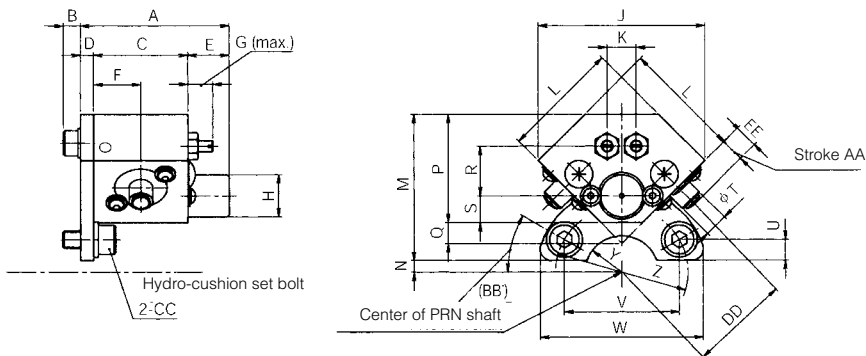 B
A
D
C
E
G (max.)
F
H
Hydro-cushion set bolt
2-CC
J
K
L
L
EE
Stroke AA
M
P
R
S
Q
N
φT
U
(BB)
Y
Z
Center of PRN shaft
V
W
DD